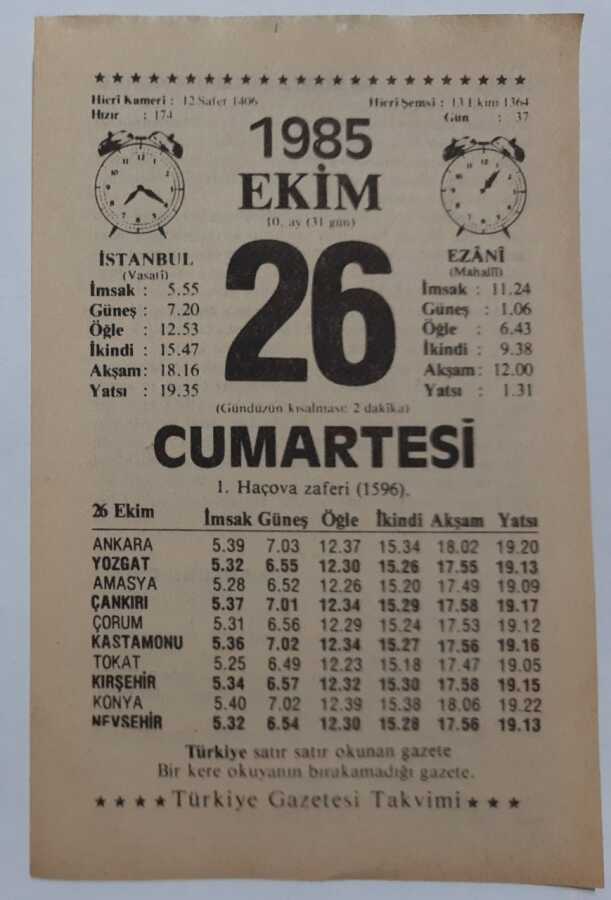 Hicrî Kamerî : 12 Safer 1406
Hızır : 174
Hicrî Şemsî : 13 Ekim 1364
Gün : 37
1985
EKİM
10. ay (31 gün)
26
İSTANBUL
(Vasatî)
İmsak : 5.55
Güneş : 7.20
Öğle : 12.53
İkindi : 15.47
Akşam : 18.16
Yatsı : 19.35
EZÂNÎ
(Mahallî)
İmsak : 11.24
Güneş : 1.06
Öğle : 6.43
İkindi : 9.38
Akşam : 12.00
Yatsı : 1.31
(Gündüzün kısalması: 2 dakîka)
CUMARTESİ
1. Haçova zaferi (1596).
26 Ekim İmsak Güneş Öğle İkindi Akşam Yatsı
ANKARA 5.39 7.03 12.37 15.34 18.02 19.20
YOZGAT 5.32 6.55 12.30 15.26 17.55 19.13
AMASYA 5.28 6.52 12.26 15.20 17.49 19.09
ÇANKIRI 5.37 7.01 12.34 15.29 17.58 19.17
ÇORUM 5.31 6.56 12.29 15.24 17.53 19.12
KASTAMONU 5.36 7.02 12.34 15.27 17.56 19.16
TOKAT 5.25 6.49 12.23 15.18 17.47 19.05
KIRŞEHİR 5.34 6.57 12.32 15.30 17.58 19.15
KONYA 5.40 7.02 12.39 15.38 18.06 19.22
NEVSEHİR 5.32 6.54 12.30 15.28 17.56 19.13
Türkiye satır satır okunan gazete
Bir kere okuyanın bırakamadığı gazete.
Türkiye Gazetesi Takvimi